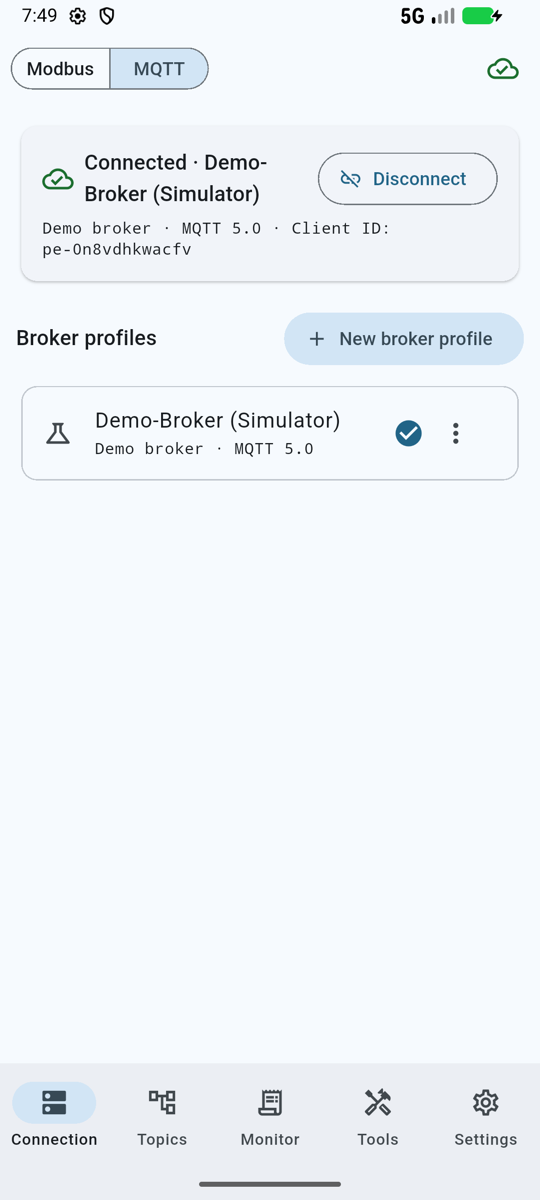 7:49
5G
Modbus
MQTT
Connected · Demo-
Broker (Simulator)
Disconnect
Demo broker · MQTT 5.0 · Client ID:
pe-0n8vdhkwacfv
Broker profiles
+ New broker profile
Demo-Broker (Simulator)
Demo broker · MQTT 5.0
Connection
Topics
Monitor
Tools
Settings